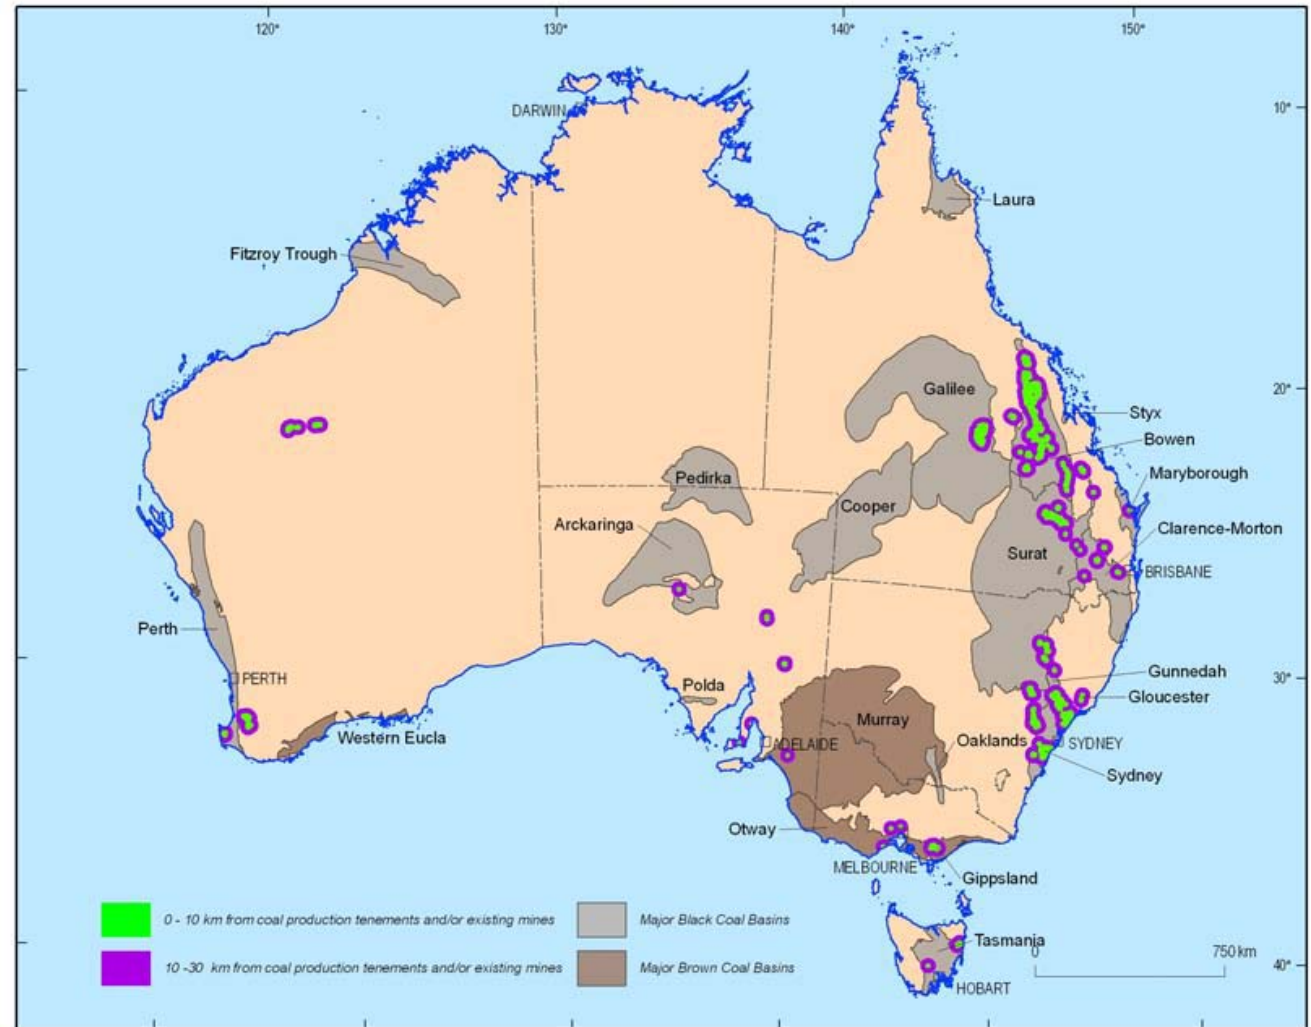 120°
130°
140°
150°
DARWIN
10°
Laura
Fitzroy Trough
20°
Galilee
Styx
Bowen
Maryborough
Pedirka
Cooper
Arckaringa
Clarence-Morton
Surat
BRISBANE
Perth
PERTH
Gunnedah
30°
Polda
Gloucester
Murray
Western Eucla
Oaklands
SYDNEY
ADELAIDE
Sydney
Otway
MELBOURNE
Gippsland
0 - 10 km from coal production tenements and/or existing mines
Major Black Coal Basins
Tasmania
0
750 km
10 -30 km from coal production tenements and/or existing mines
Major Brown Coal Basins
40°
HOBART